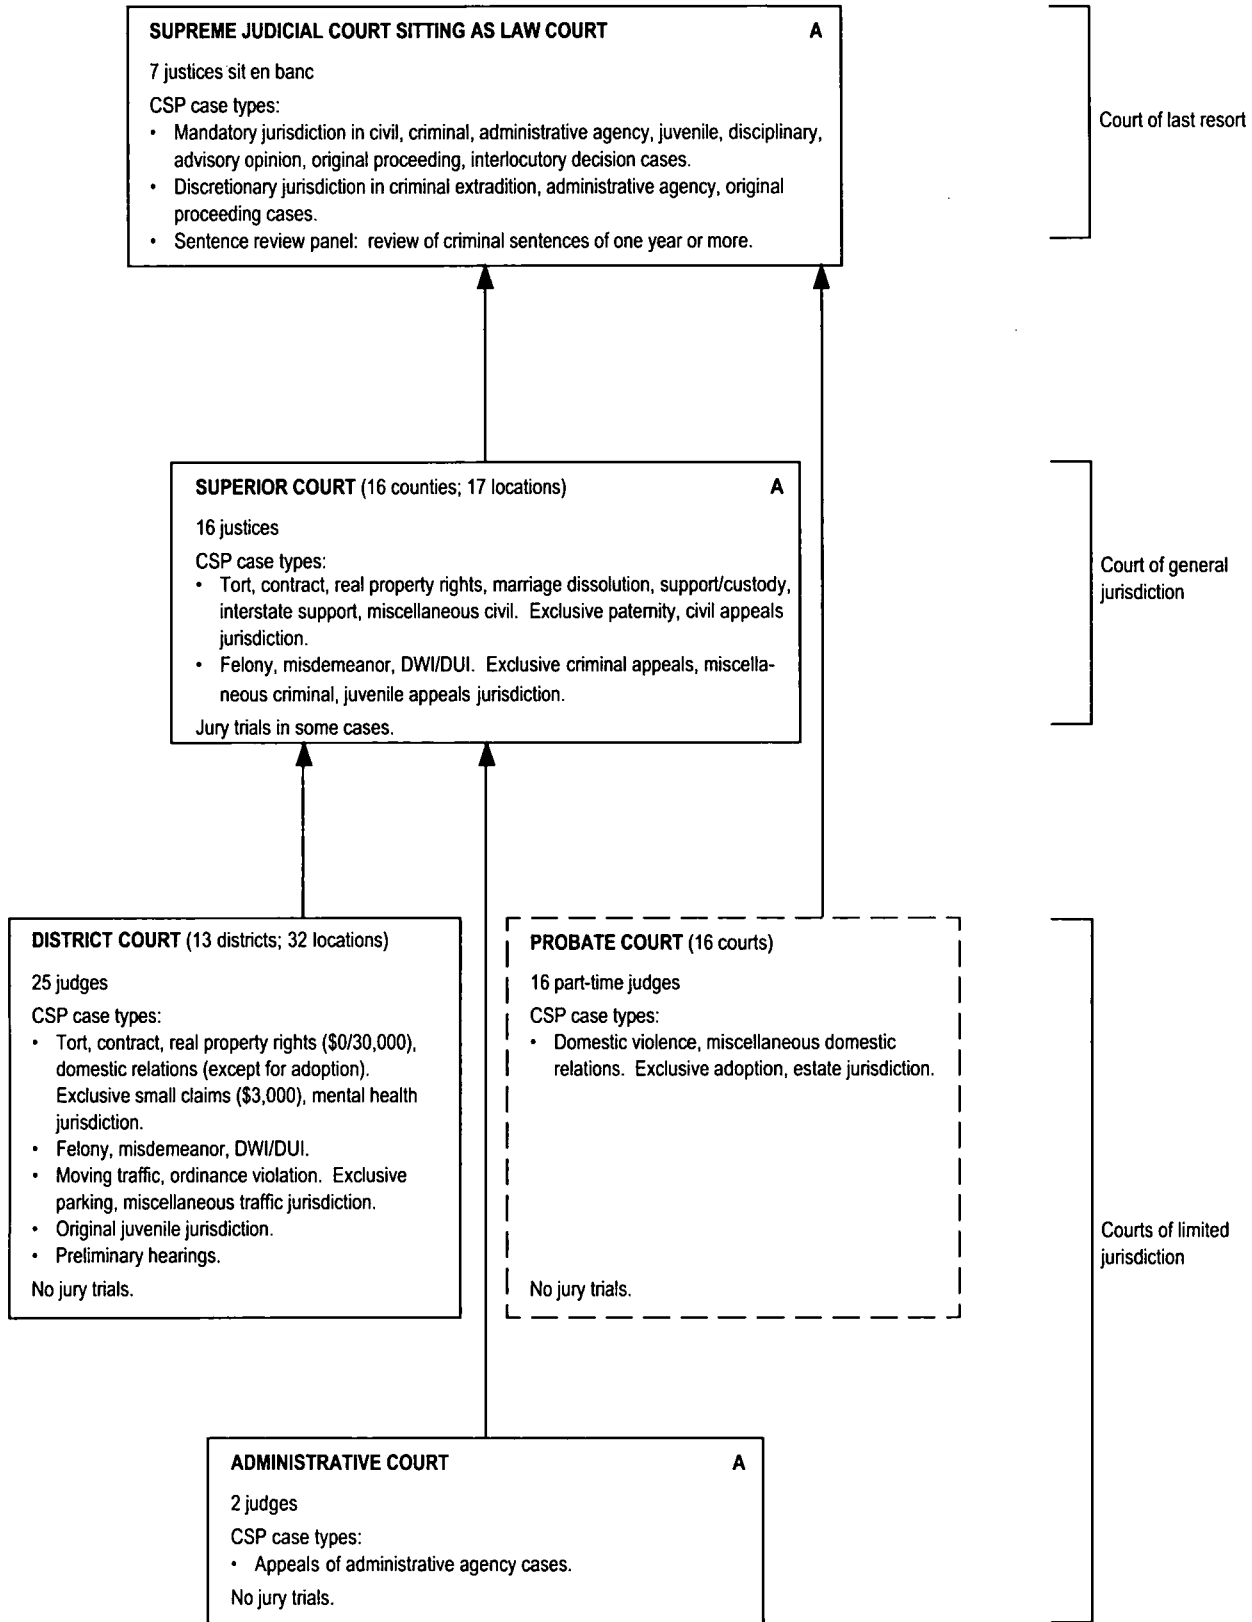 SUPREME JUDICIAL COURT SITTING AS LAW COURT A
7 justices sit en banc
CSP case types:
• Mandatory jurisdiction in civil, criminal, administrative agency, juvenile, disciplinary,
advisory opinion, original proceeding, interlocutory decision cases.
• Discretionary jurisdiction in criminal extradition, administrative agency, original
proceeding cases.
• Sentence review panel: review of criminal sentences of one year or more.
Court of last resort
SUPERIOR COURT (16 counties; 17 locations) A
16 justices
CSP case types:
• Tort, contract, real property rights, marriage dissolution, support/custody,
interstate support, miscellaneous civil. Exclusive paternity, civil appeals
jurisdiction.
• Felony, misdemeanor, DWI/DUI. Exclusive criminal appeals, miscella-
neous criminal, juvenile appeals jurisdiction.
Jury trials in some cases.
Court of general
jurisdiction
DISTRICT COURT (13 districts; 32 locations)
25 judges
CSP case types:
• Tort, contract, real property rights ($0/30,000),
domestic relations (except for adoption).
Exclusive small claims ($3,000), mental health
jurisdiction.
• Felony, misdemeanor, DWI/DUI.
• Moving traffic, ordinance violation. Exclusive
parking, miscellaneous traffic jurisdiction.
• Original juvenile jurisdiction.
• Preliminary hearings.
No jury trials.
PROBATE COURT (16 courts)
16 part-time judges
CSP case types:
• Domestic violence, miscellaneous domestic
relations. Exclusive adoption, estate jurisdiction.
No jury trials.
Courts of limited
jurisdiction
ADMINISTRATIVE COURT A
2 judges
CSP case types:
• Appeals of administrative agency cases.
No jury trials.